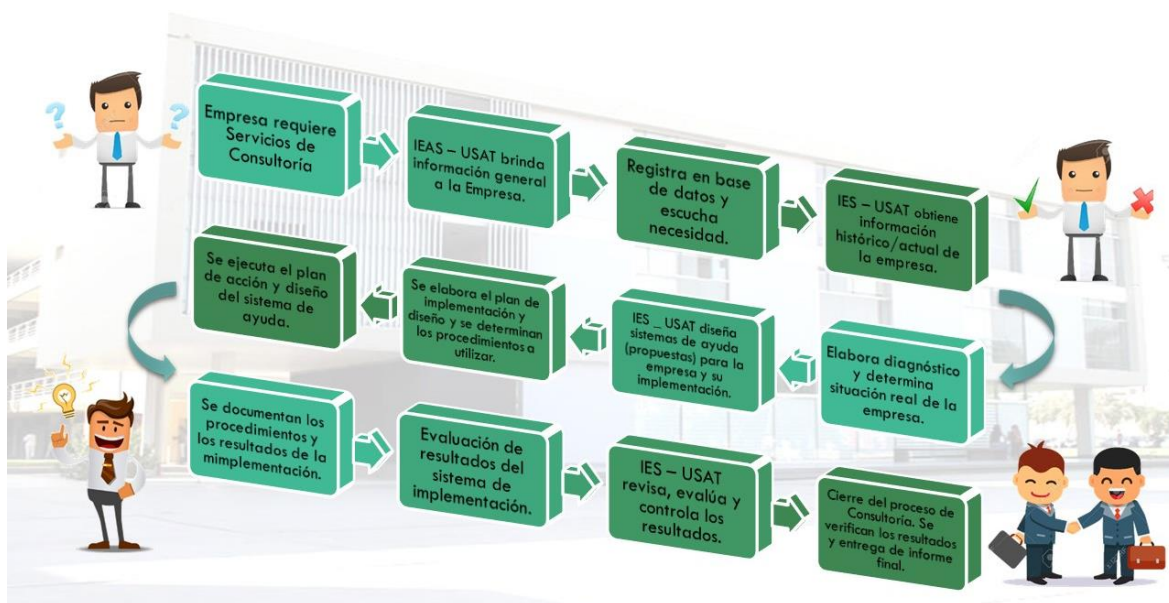 Empresa requiere
Servicios de
Consultoría
IEAS – USAT brinda
información general
a la Empresa.
Registra en base
de datos y
escucha
necesidad.
IES – USAT obtiene
información
histórico/actual de
la empresa.
Elabora diagnóstico
y determina
situación real de la
empresa.
IES _ USAT diseña
sistemas de ayuda
(propuestas) para la
empresa y su
implementación.
Se elabora el plan de
implementación y
diseño y se determinan
los procedimientos a
utilizar.
Se ejecuta el plan
de acción y diseño
del sistema de
ayuda.
Se documentan los
procedimientos y
los resultados de la
mimplementación.
Evaluación de
resultados del
sistema de
implementación.
IES – USAT
revisa, evalúa y
controla los
resultados.
Cierre del proceso de
Consultoría. Se
verifican los resultados
y entrega de informe
final.